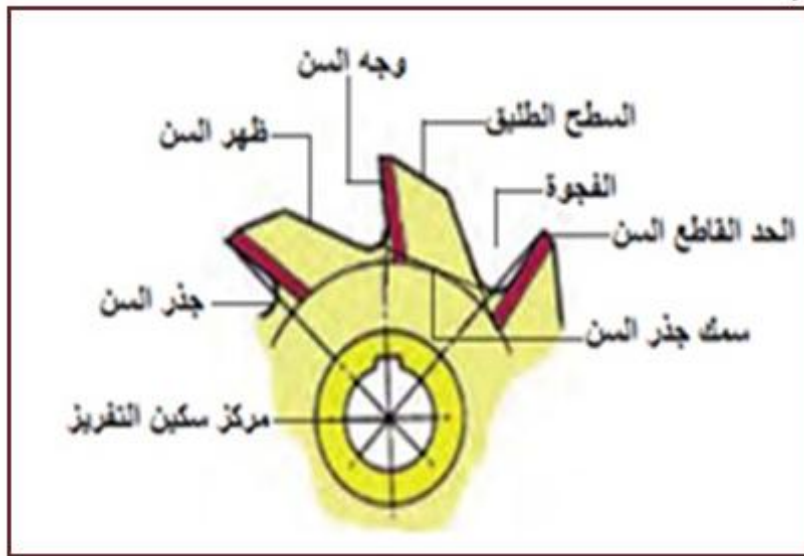 وجه السن
السطح الطليق
ظهر السن
الفجوة
الحد القاطع السن
جذر السن
سمك جذر السن
مركز سكين التفريز